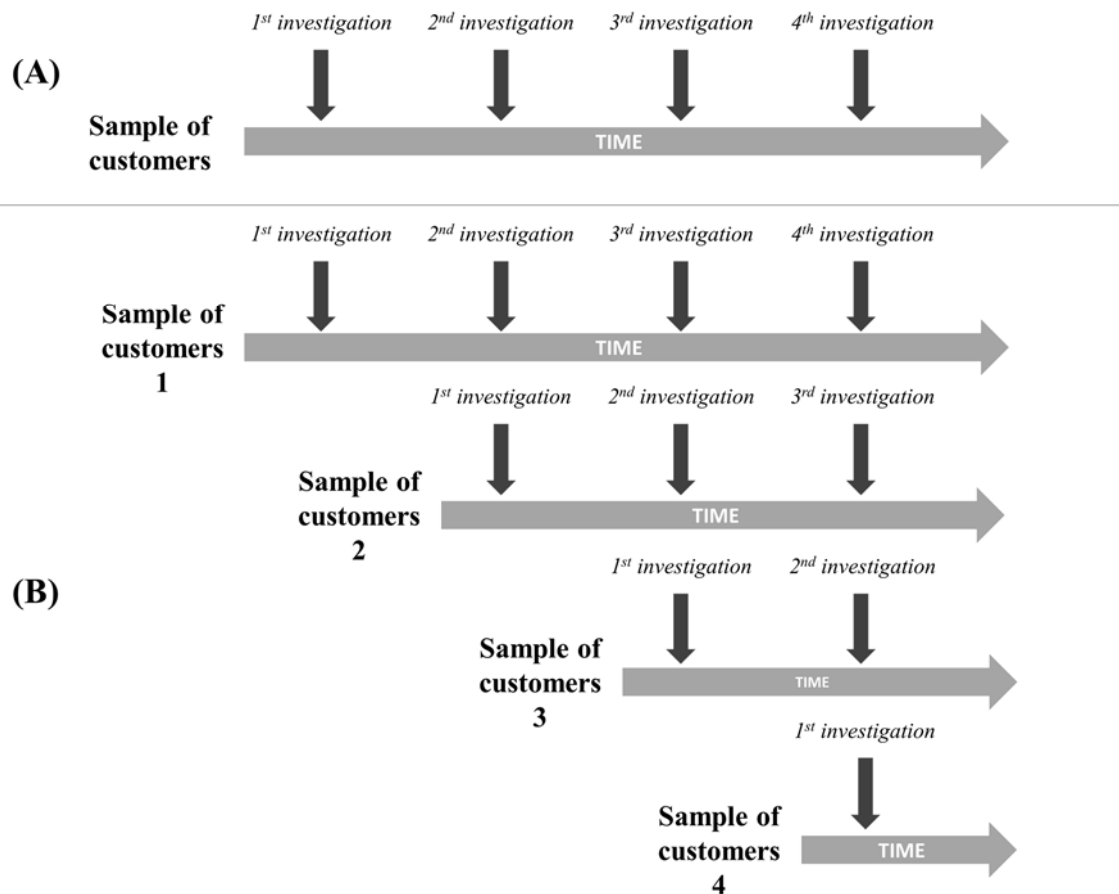 1st investigation 2nd investigation 3rd investigation 4th investigation
(A)
Sample of
customers
TIME
1st investigation 2nd investigation 3rd investigation 4th investigation
Sample of
customers
1
TIME
1st investigation 2nd investigation 3rd investigation
Sample of
customers
2
TIME
(B)
1st investigation 2nd investigation
Sample of
customers
3
TIME
1st investigation
Sample of
customers
4
TIME